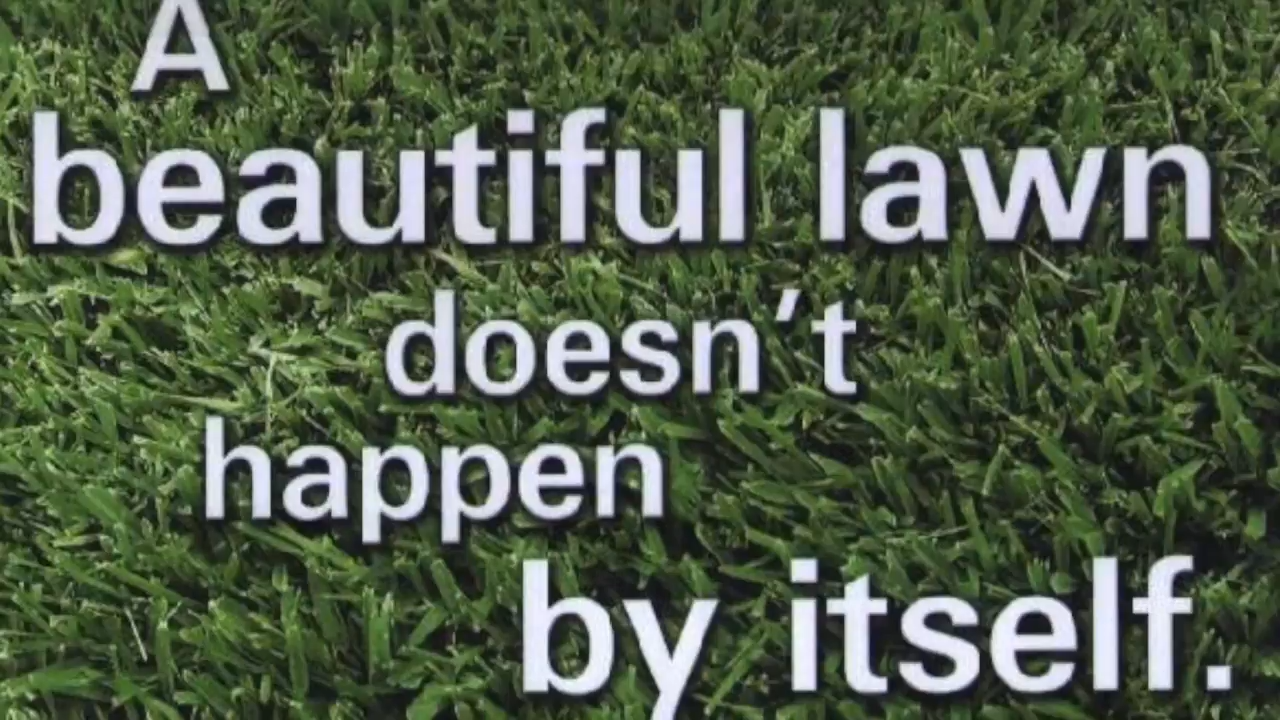 A
beautiful lawn
doesn’t
happen
by itself.